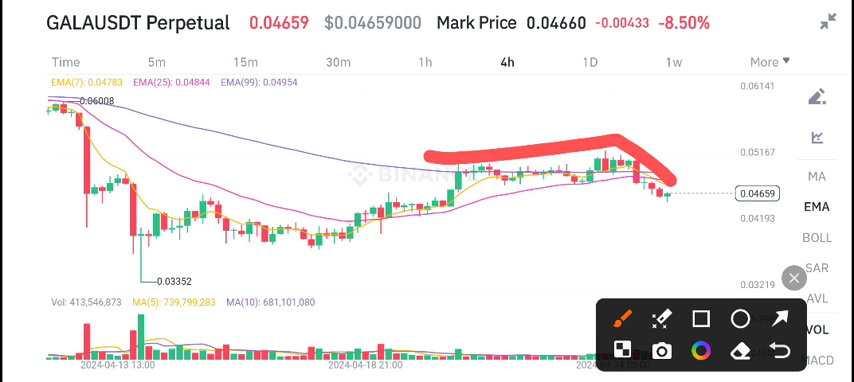 GALAUSDT Perpetual 0.04659 $0.04659000 Mark Price 0.04660 -0.00433 -8.50%
Time 5m 15m 30m 1h 4h 1D 1w More
EMA(7): 0.04783 EMA(25): 0.04844 EMA(99): 0.04954
0.06141
0.06008
0.05167
MA
BINAN
0.04659
EMA
0.04193
BOLL
SAR
0.03352
0.03219
AVL
Vol: 413,546,873 MA(5): 739,799,283 MA(10): 681,101,080
VOL
MACD
2024-04-13 13:00 2024-04-18 21:00